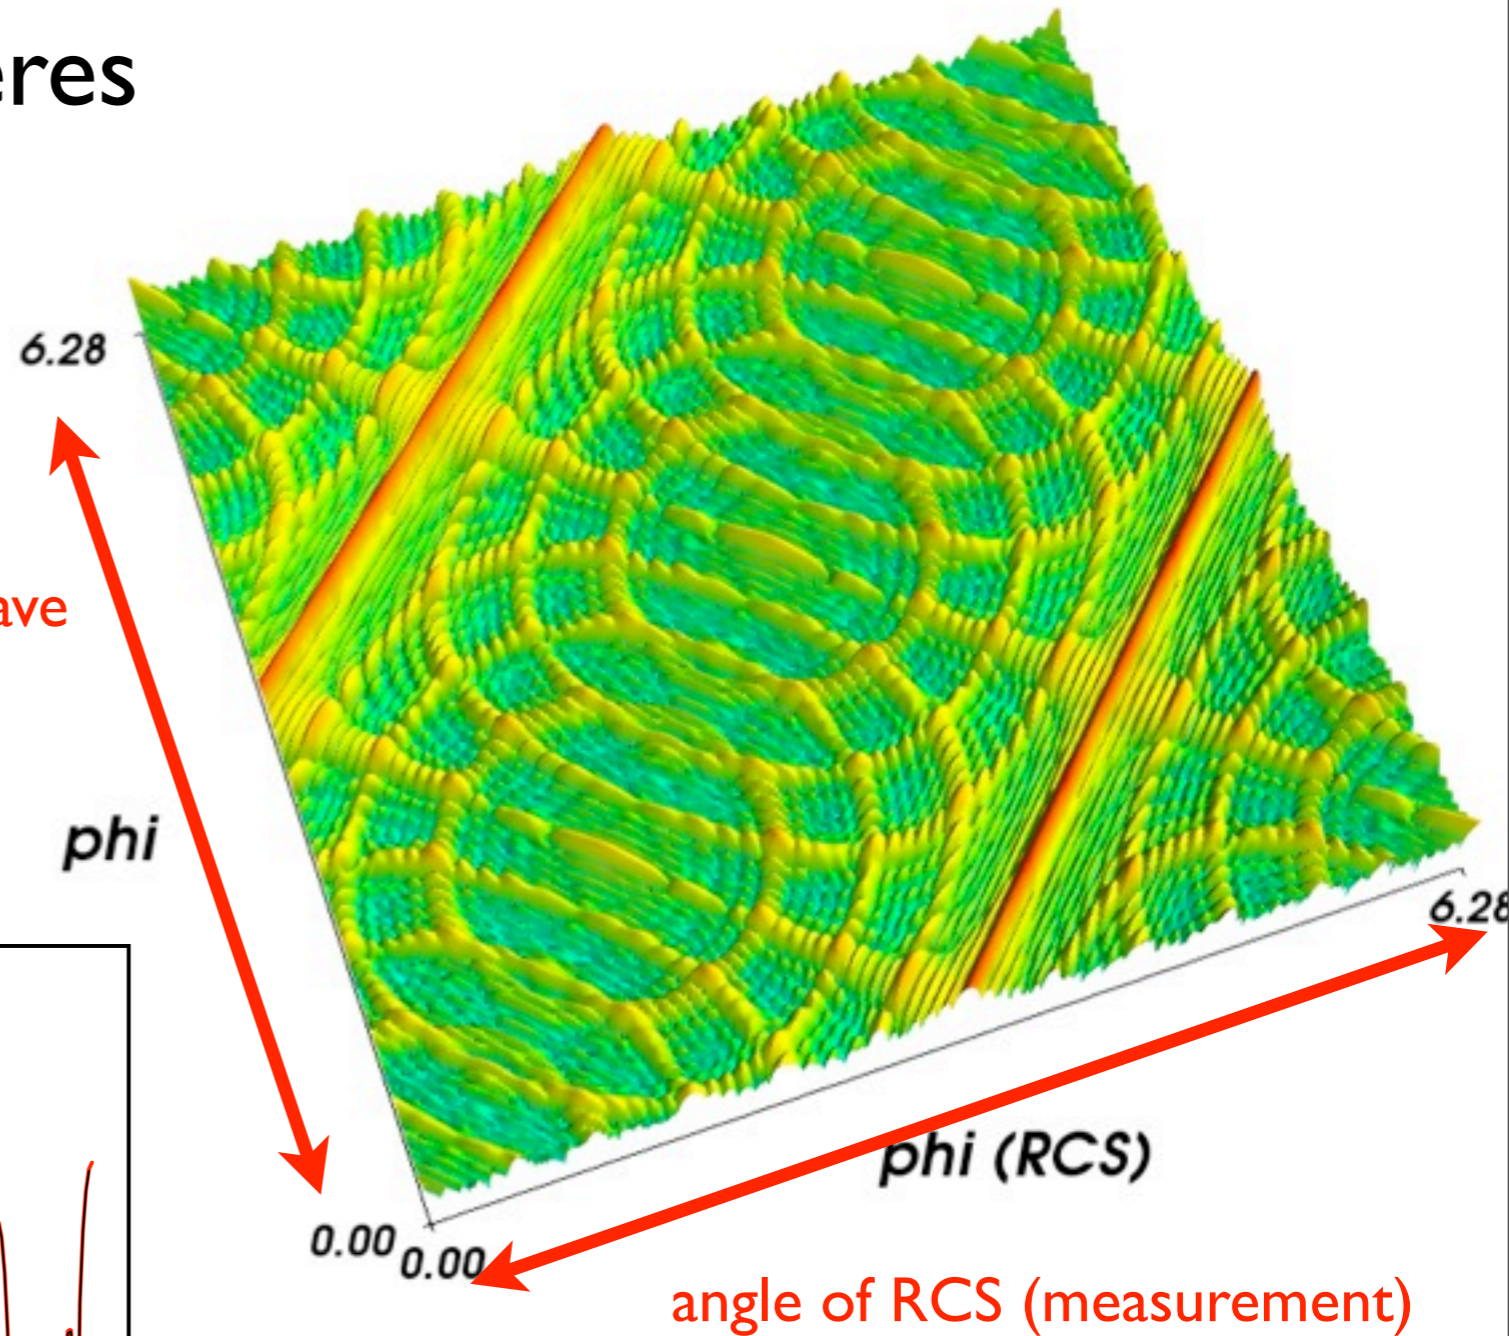 eres
6.28
ave
phi
6.28
phi (RCS)
0.00
0.00
angle of RCS (measurement)